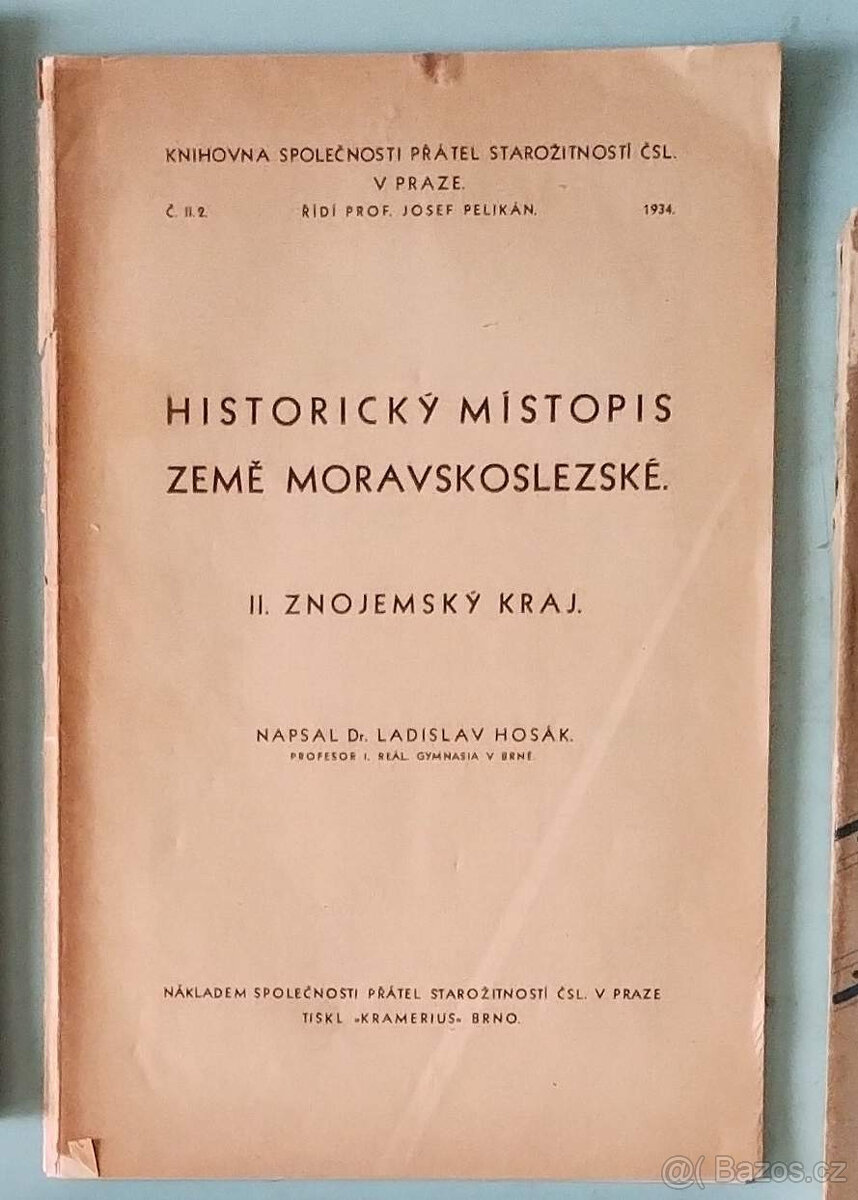 KNIHOVNA SPOLEČNOSTI PŘÁTEL STAROŽITNOSTÍ ČSL.
V PRAZE.
Č. II. 2. ŘÍDÍ PROF. JOSEF PELIKÁN. 1934.
HISTORICKÝ MÍSTOPIS
ZEMĚ MORAVSKOSLEZSKÉ.
II. ZNOJEMSKÝ KRAJ.
NAPSAL Dr. LADISLAV HOSÁK.
PROFESOR I. REÁL. GYMNASIA V BRNĚ.
NÁKLADEM SPOLEČNOSTI PŘÁTEL STAROŽITNOSTÍ ČSL. V PRAZE
TISKL »KRAMERIUS« BRNO.
@( Bazos.cz